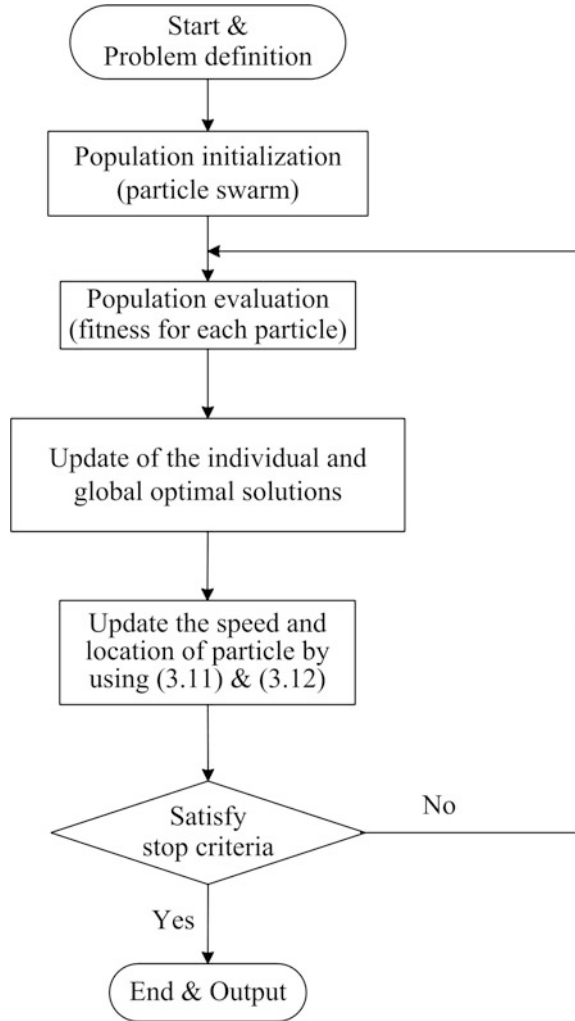 Start &
Problem definition
Population initialization
(particle swarm)
Population evaluation
(fitness for each particle)
Update of the individual and
global optimal solutions
Update the speed and
location of particle by
using (3.11) & (3.12)
Satisfy
stop criteria
No
Yes
End & Output